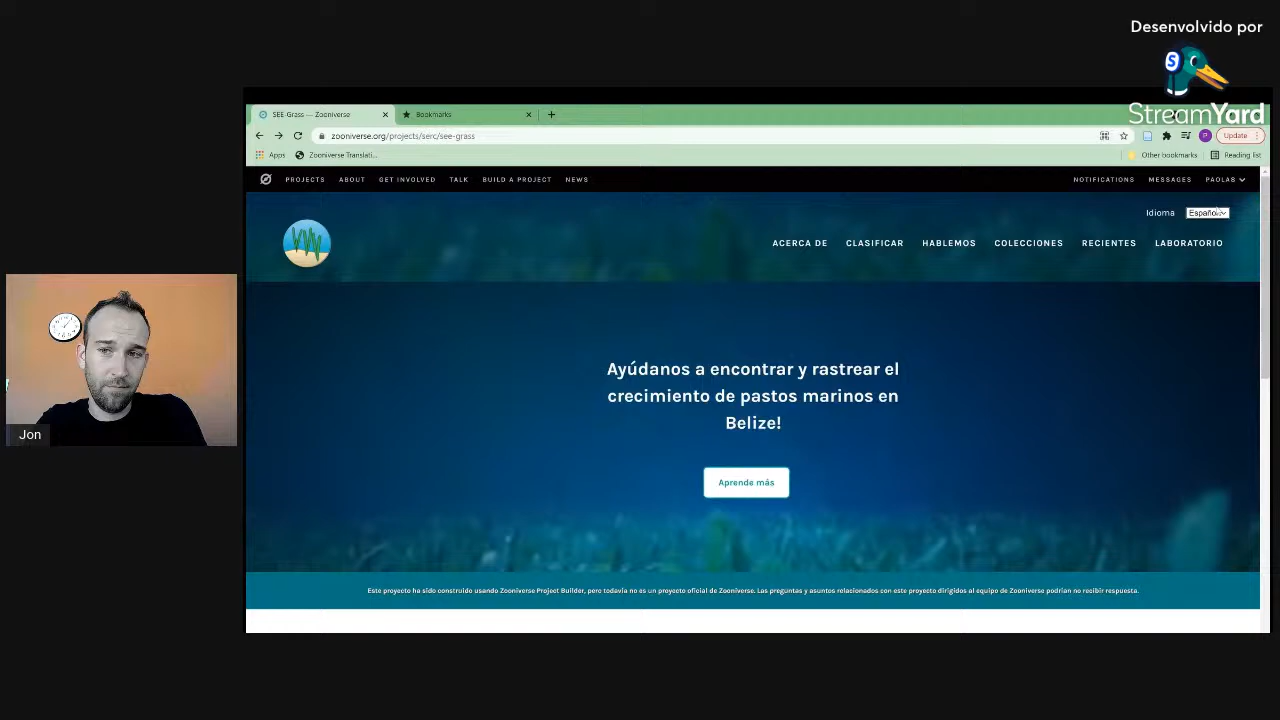 Desenvolvido por
StreamYard
SEE-Grass — Zooniverse
Bookmarks
zooniverse.org/projects/serc/see-grass
Update
Apps
Zooniverse Translati...
Other bookmarks
Reading list
PROJECTS ABOUT GET INVOLVED TALK BUILD A PROJECT NEWS
NOTIFICATIONS MESSAGES PAOLAS
Idioma Español
ACERCA DE CLASIFICAR HABLEMOS COLECCIONES RECIENTES LABORATORIO
Ayúdanos a encontrar y rastrear el
crecimiento de pastos marinos en
Belize!
Aprende más
Este proyecto ha sido construido usando Zooniverse Project Builder, pero todavía no es un proyecto oficial de Zooniverse. Las preguntas y asuntos relacionados con este proyecto dirigidos al equipo de Zooniverse podrían no recibir respuesta.
Jon